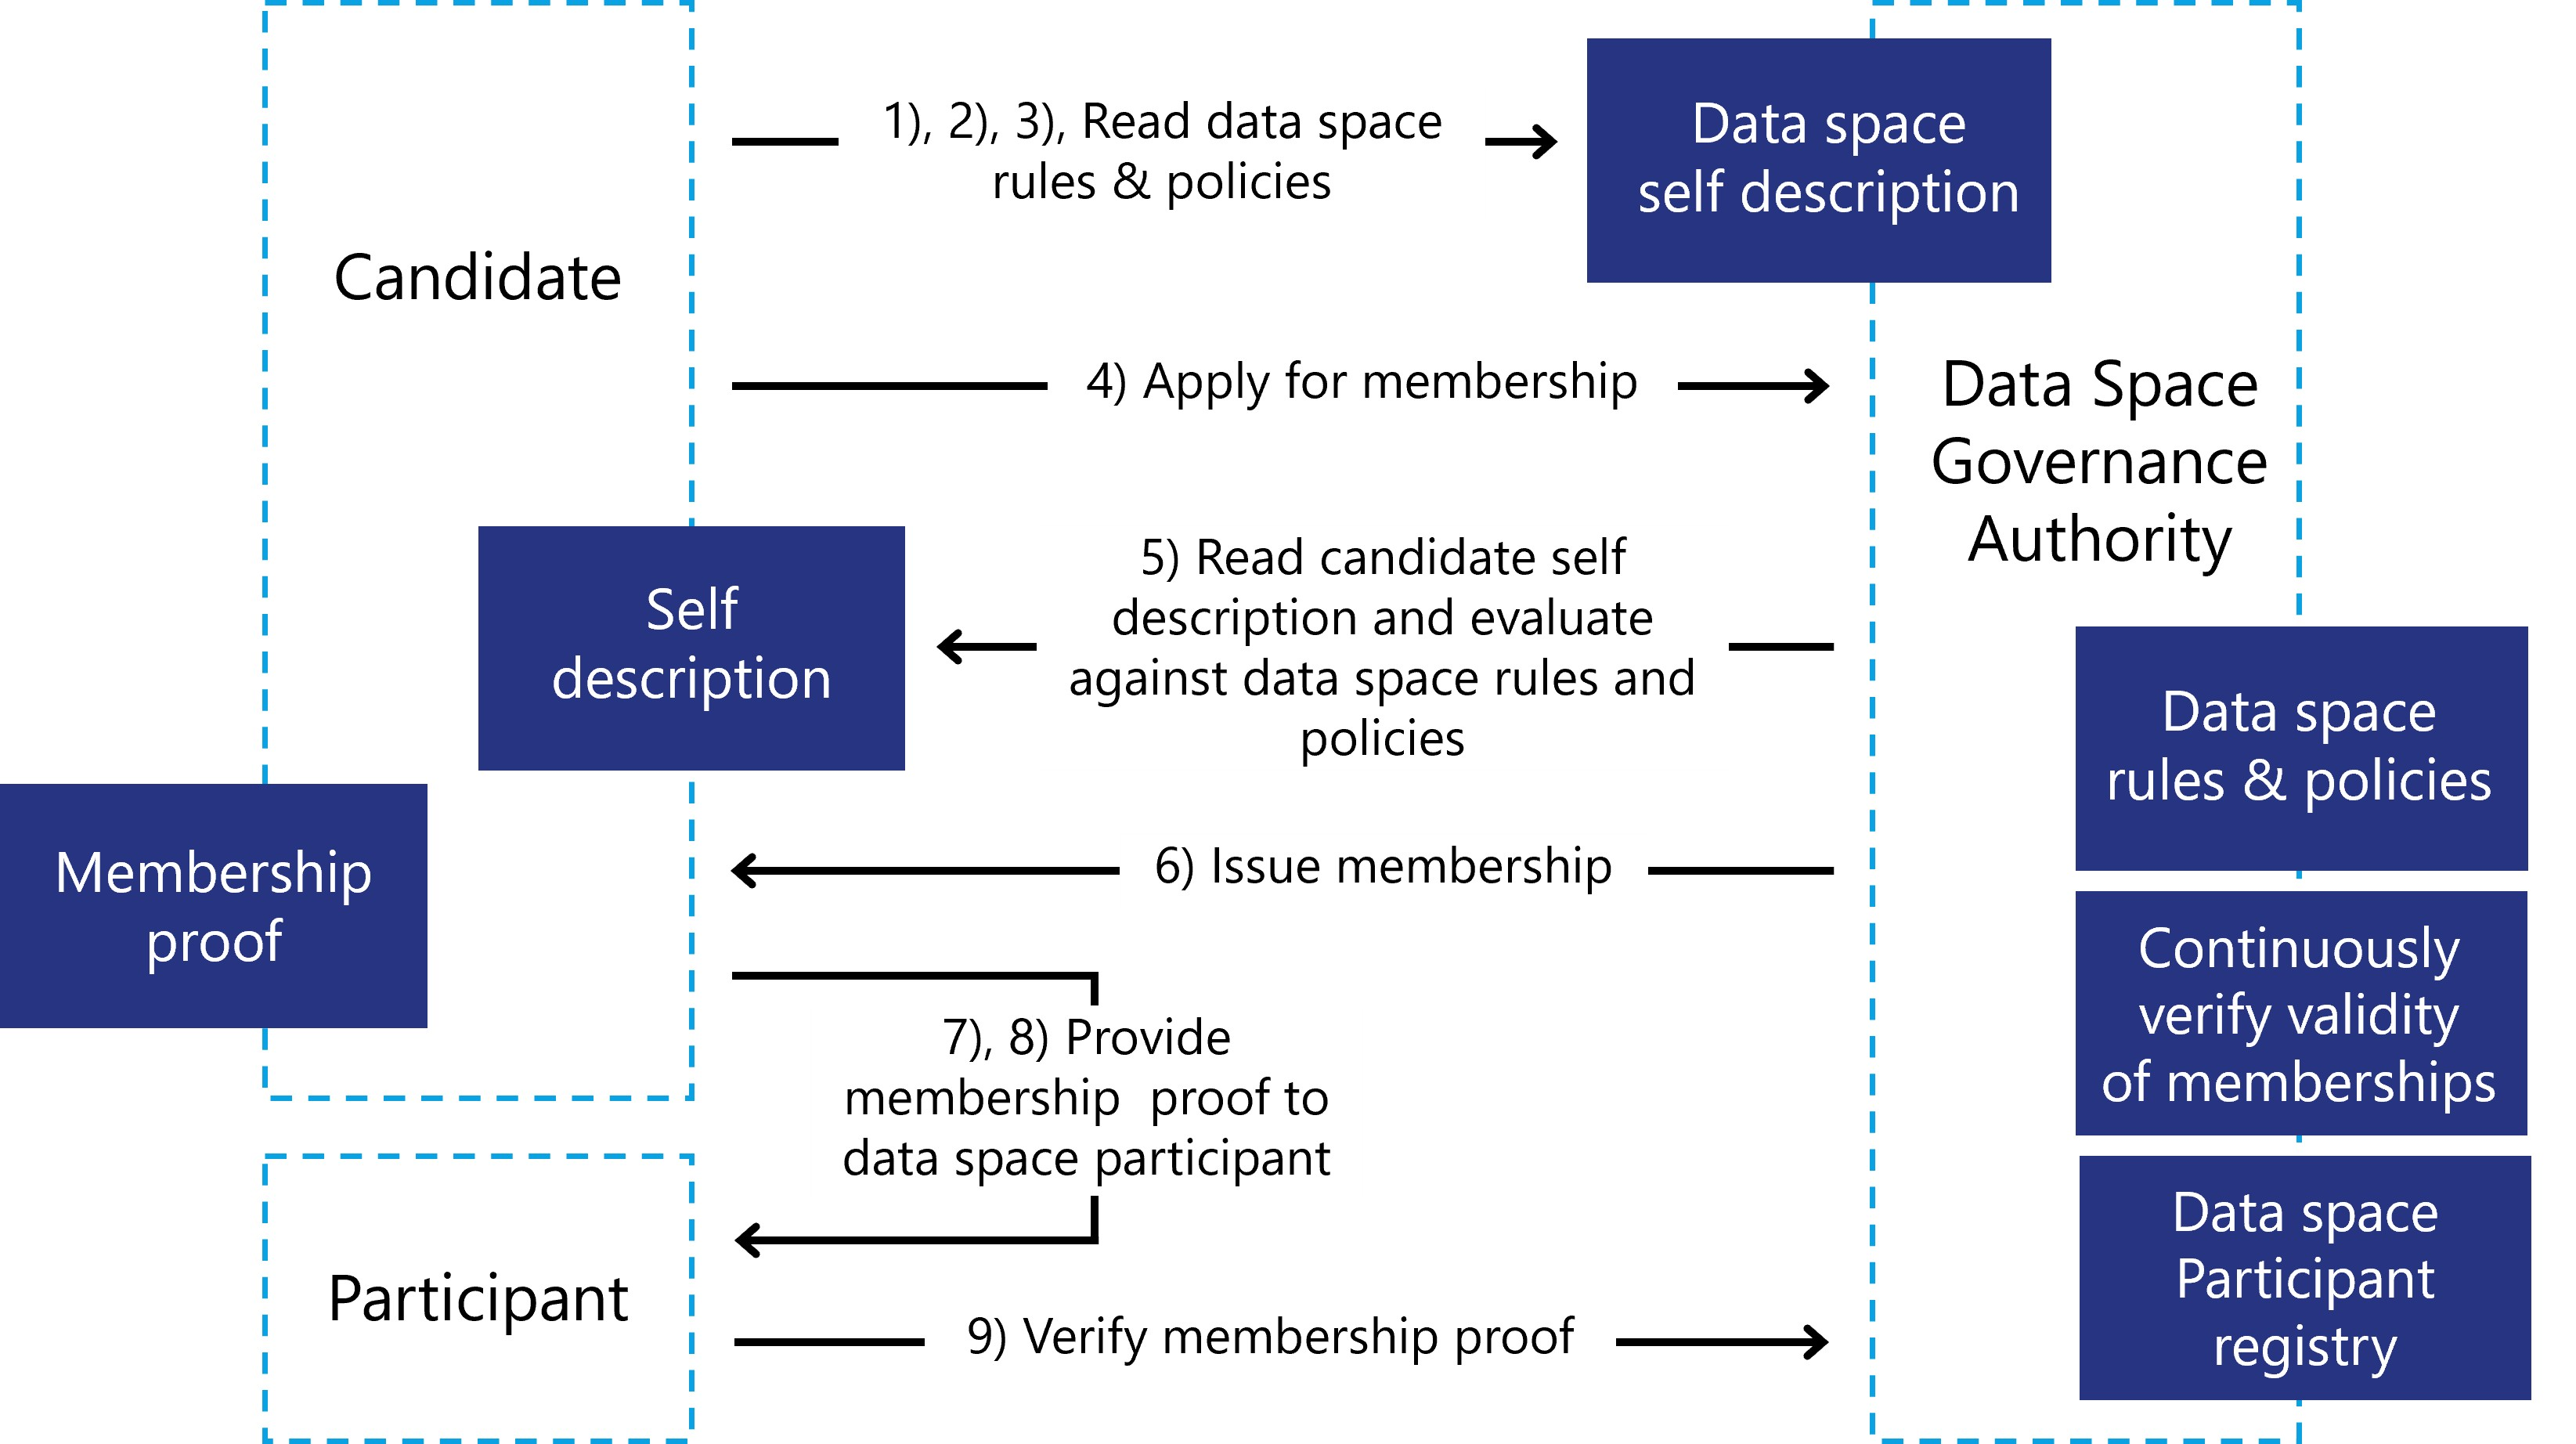 1), 2), 3), Read data space
rules & policies
Data space
self description
Candidate
4) Apply for membership
Data Space
Governance
Authority
Self
description
5) Read candidate self
description and evaluate
against data space rules and
policies
Data space
rules & policies
Membership
proof
6) Issue membership
Continuously
verify validity
of memberships
7), 8) Provide
membership  proof to
data space participant
Participant
9) Verify membership proof
Data space
Participant
registry